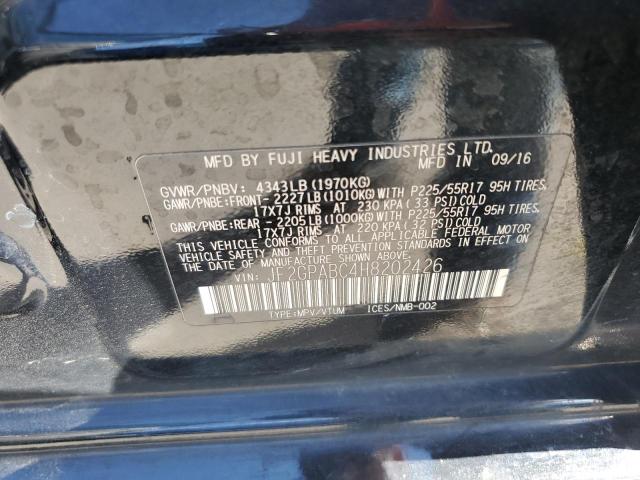 MFD BY FUJI HEAVY INDUSTRIES LTD.
MFD IN 09/16
GVWR/PNBV: 4343LB(1970KG)
GAWR/PNBE:FRONT- 2227LB(1010KG)WITH P225/55R17 95H TIRES,
17X7J RIMS AT 230 KPA (33 PSI)COLD
GAWR/PNBE:REAR - 2205LB(1000KG)WITH P225/55R17 95H TIRES,
17X7J RIMS AT 220 KPA (32 PSI)COLD
THIS VEHICLE CONFORMS TO ALL APPLICABLE FEDERAL MOTOR
VEHICLE SAFETY AND THEFT PREVENTION STANDARDS IN EFFECT ON
THE DATE OF MANUFACTURE SHOWN ABOVE.
VIN: JF2GPABC4H8202426
TYPE:MPV/VTUM ICES/NMB-002